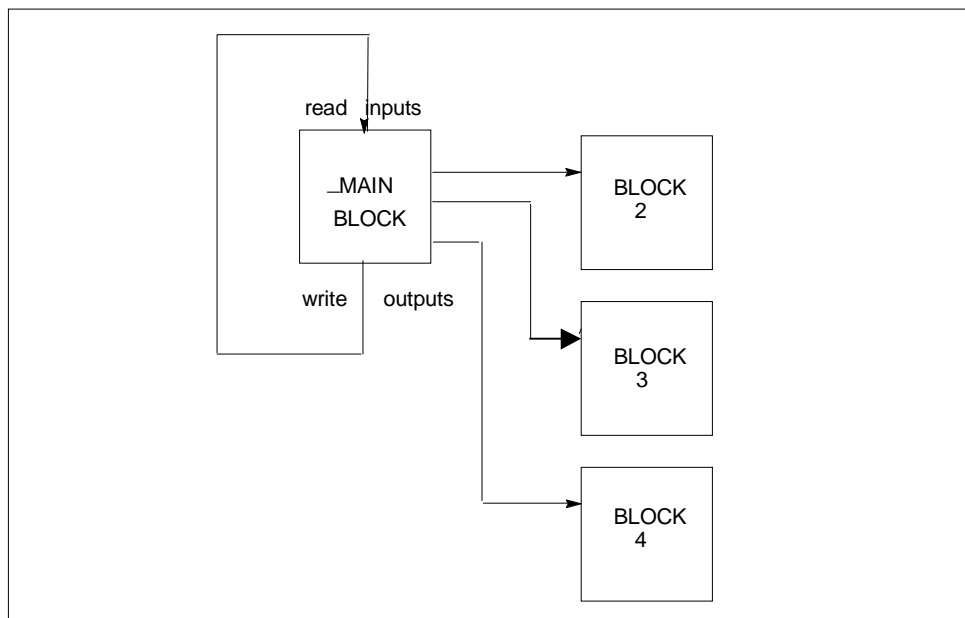 read inputs
_MAIN
BLOCK
write outputs
BLOCK
2
BLOCK
3
BLOCK
4